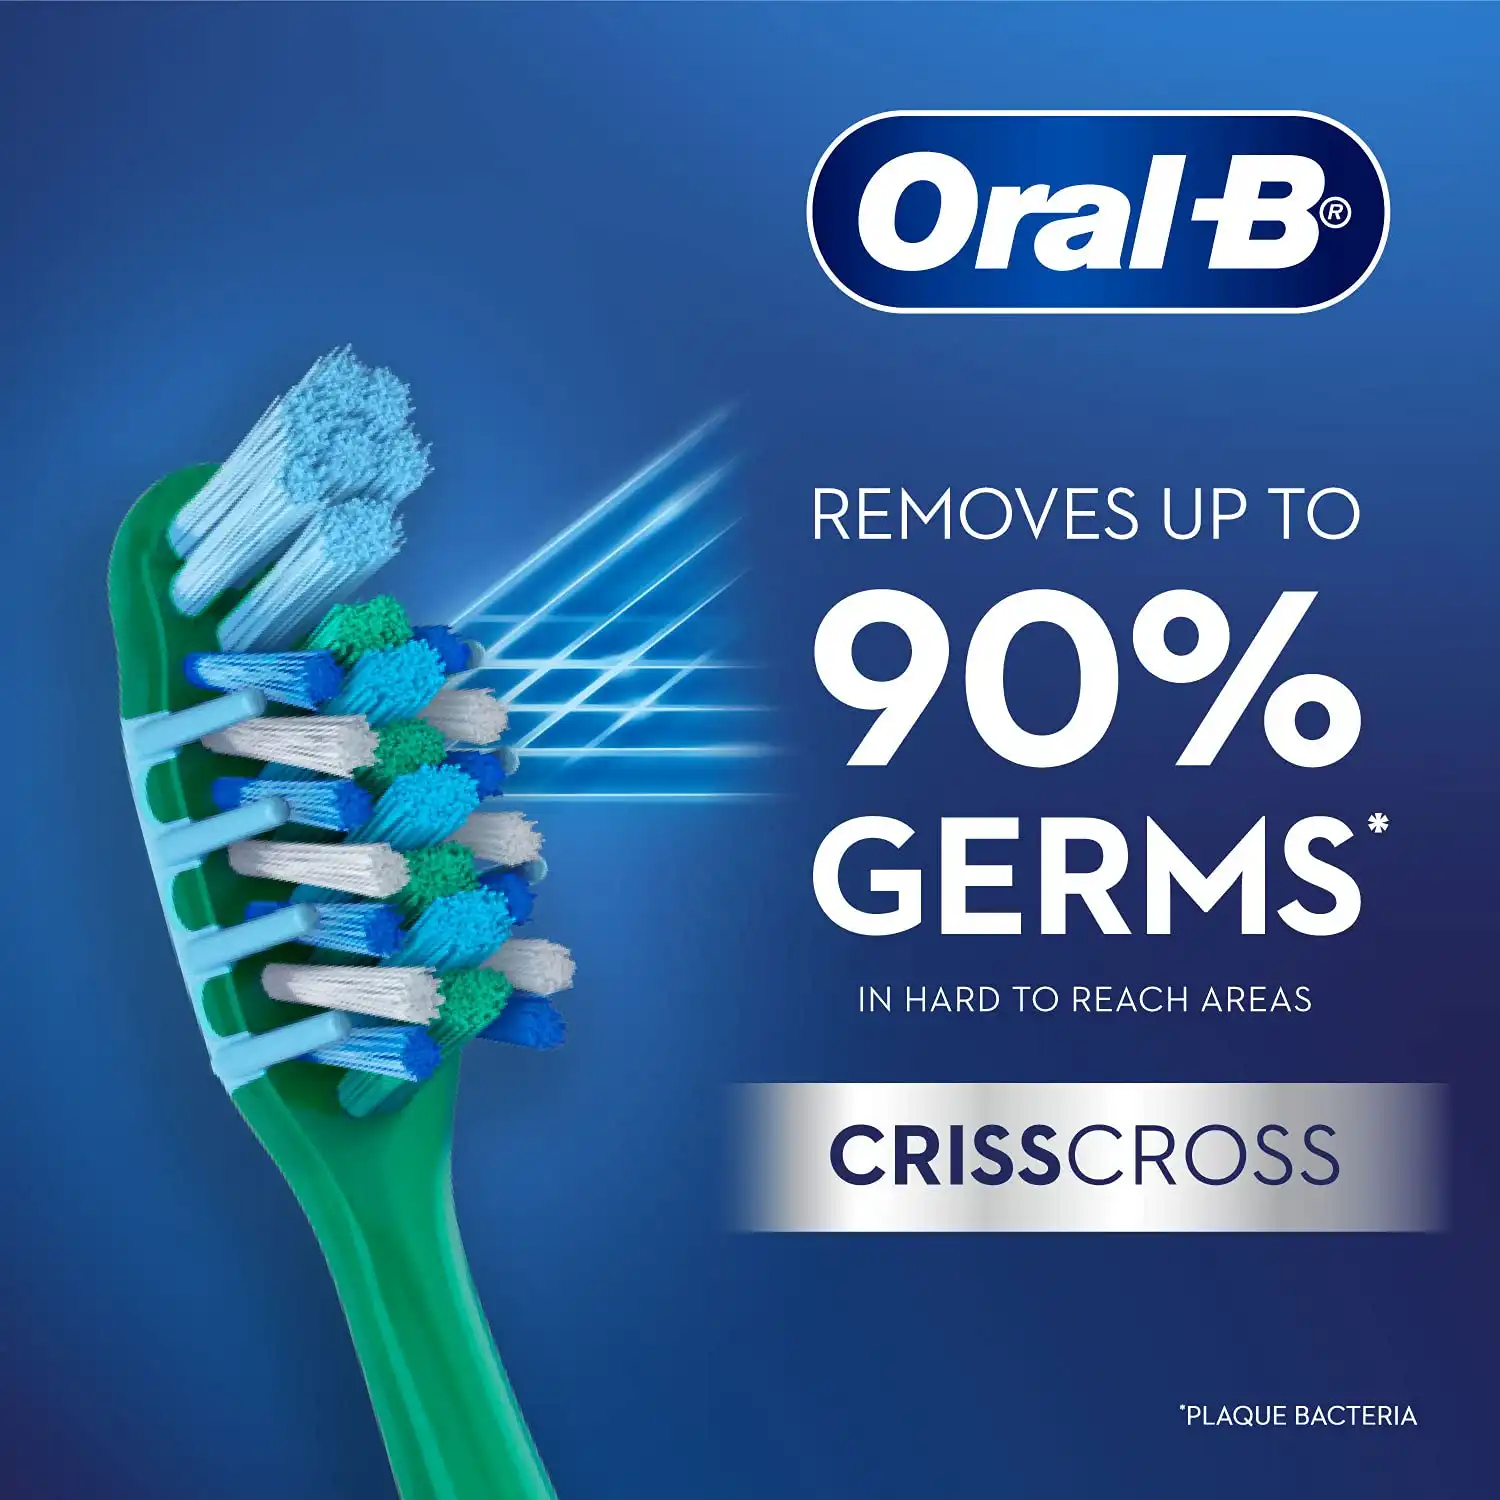 Oral-B®
REMOVES UP TO
90%
GERMS*
IN HARD TO REACH AREAS
CRISSCROSS
*PLAQUE BACTERIA